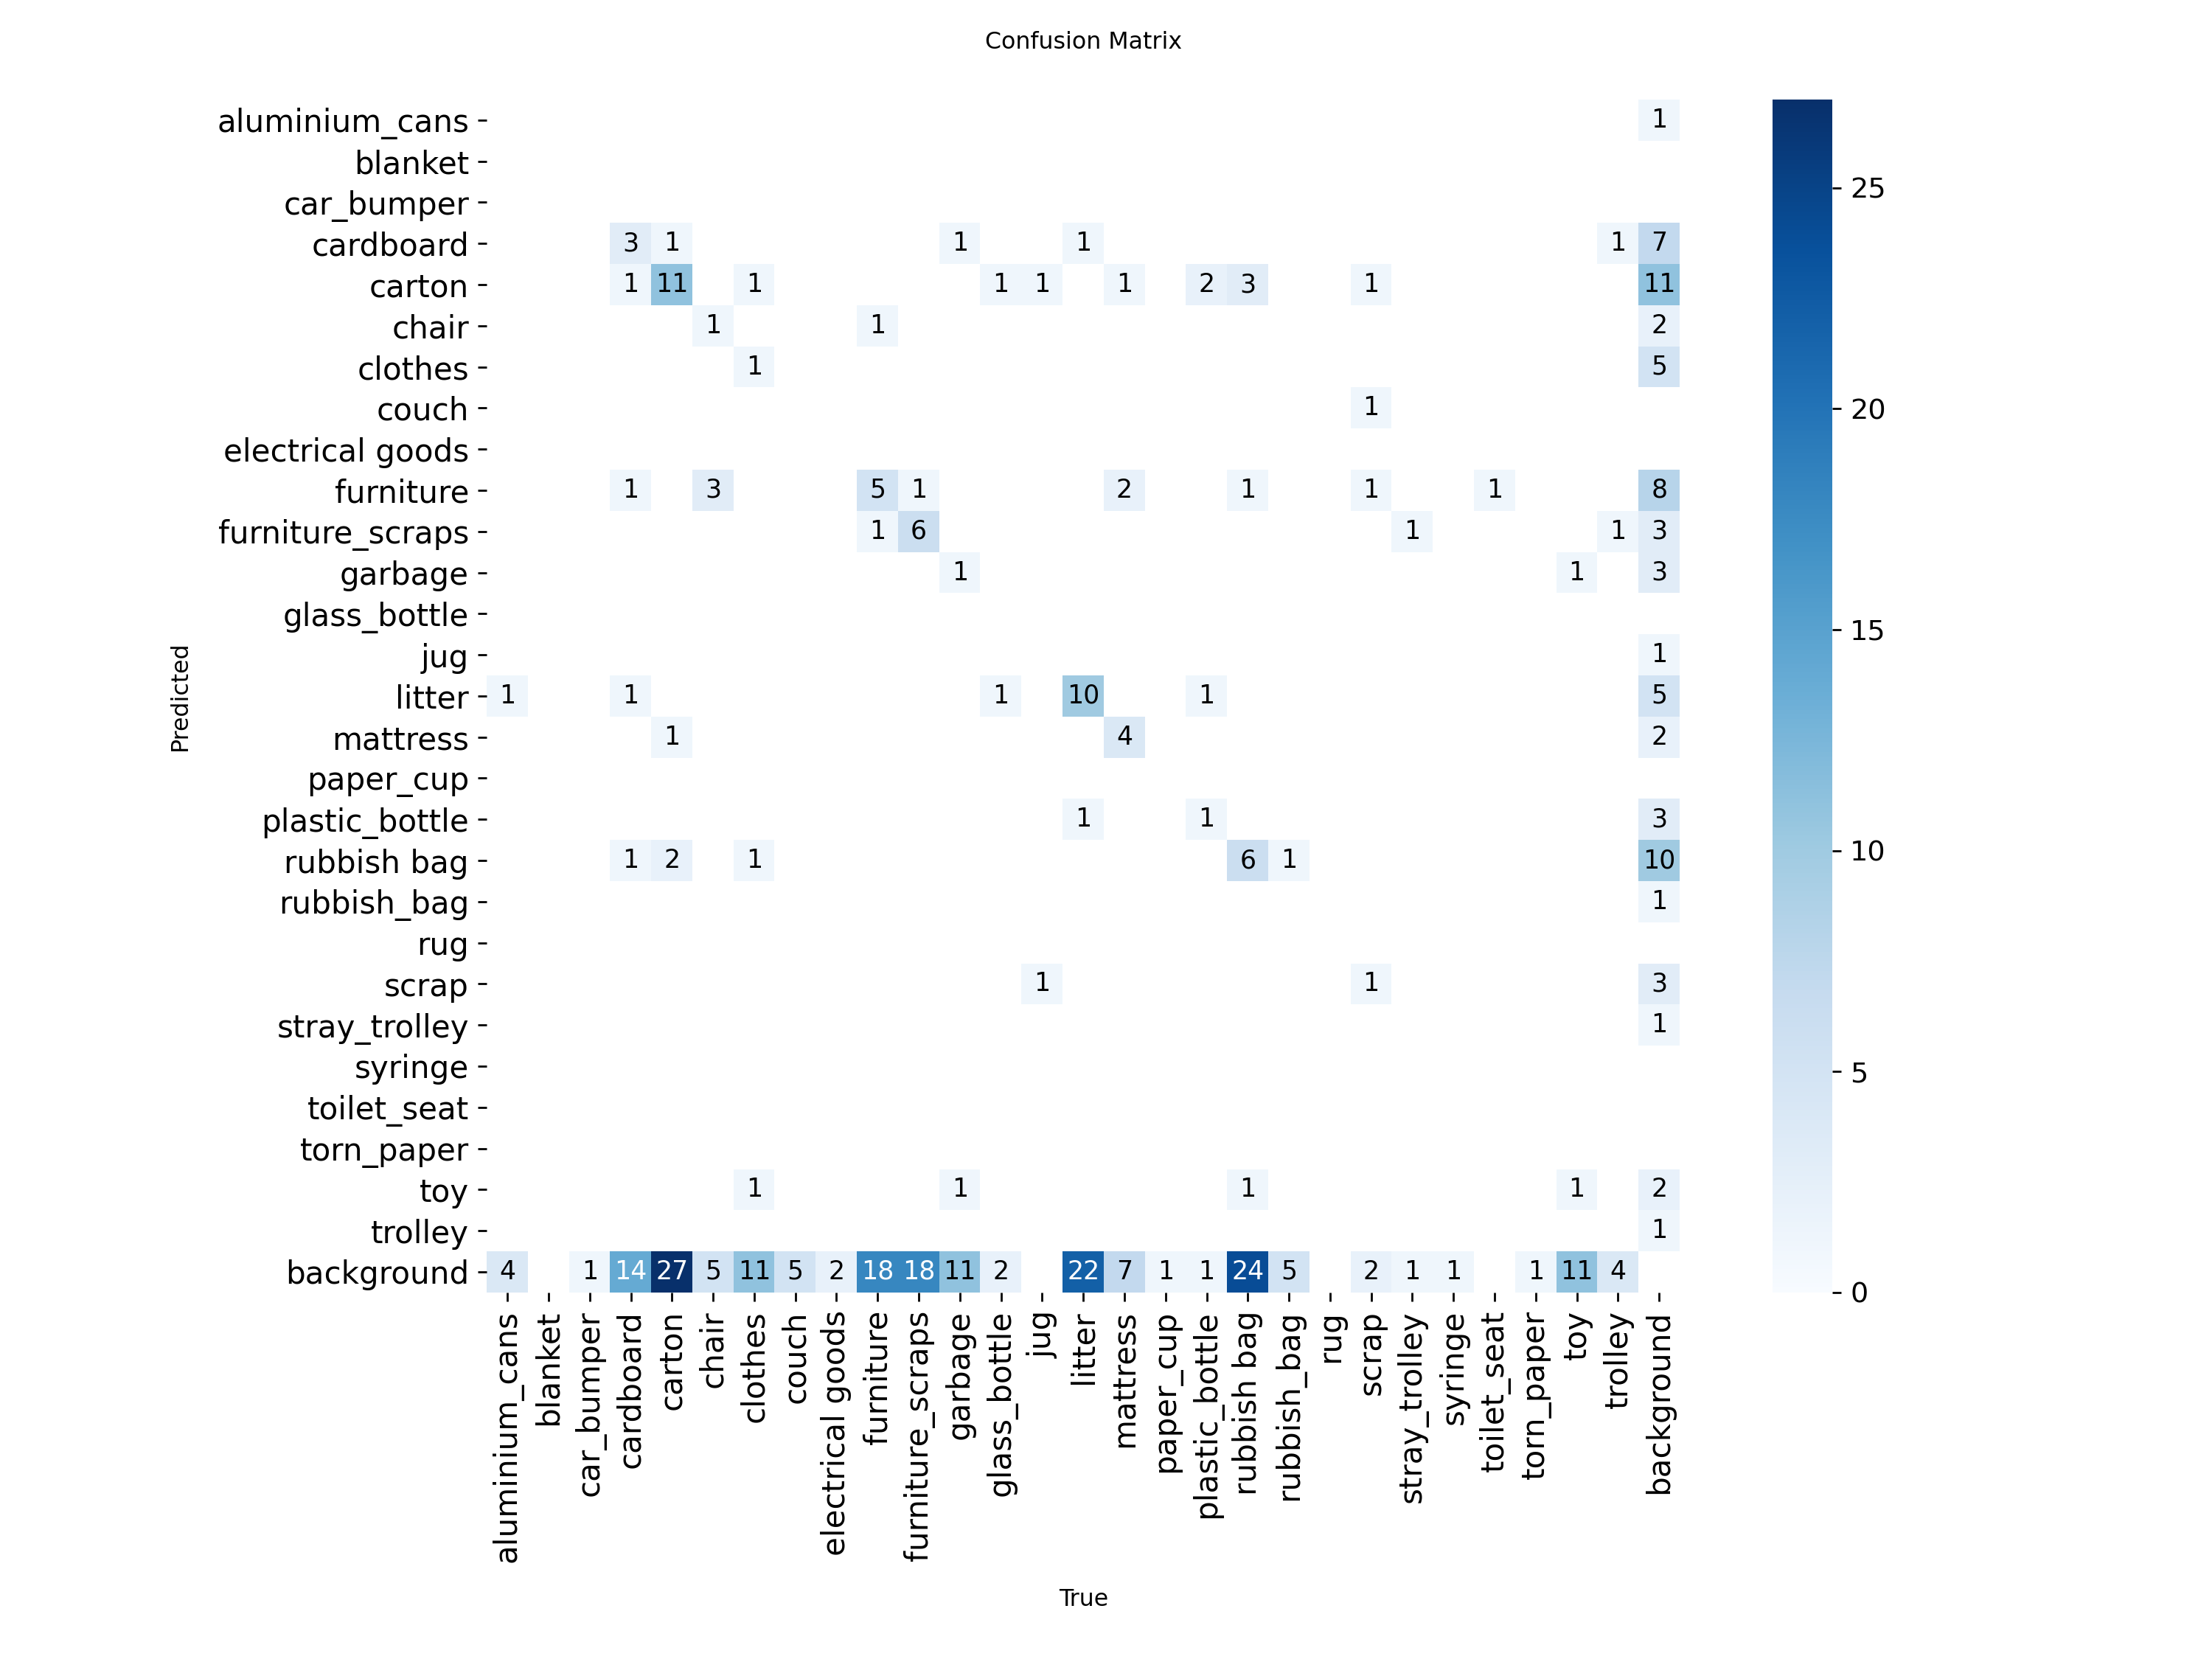 Confusion Matrix
aluminium_cans 1
blanket
car_bumper
cardboard 3 1 1 1 1 7
carton 1 11 1 1 1 1 2 3 1 11
chair 1 1 2
clothes 1 5
couch 1
electrical goods
furniture 1 3 5 1 2 1 1 1 8
furniture_scraps 1 6 1 1 3
garbage 1 1 3
glass_bottle
jug 1
litter 1 1 1 10 1 5
mattress 1 4 2
paper_cup
plastic_bottle 1 1 3
rubbish bag 1 2 1 6 1 10
rubbish_bag 1
rug
scrap 1 1 3
stray_trolley 1
syringe
toilet_seat
torn_paper
toy 1 1 1 1 2
trolley 1
background 4 1 14 27 5 11 5 2 18 18 11 2 22 7 1 1 24 5 2 1 1 1 11 4
Predicted
aluminium_cans
blanket
car_bumper
cardboard
carton
chair
clothes
couch
electrical goods
furniture
furniture_scraps
garbage
glass_bottle
jug
litter
mattress
paper_cup
plastic_bottle
rubbish bag
rubbish_bag
rug
scrap
stray_trolley
syringe
toilet_seat
torn_paper
toy
trolley
background
True
25
20
15
10
5
0